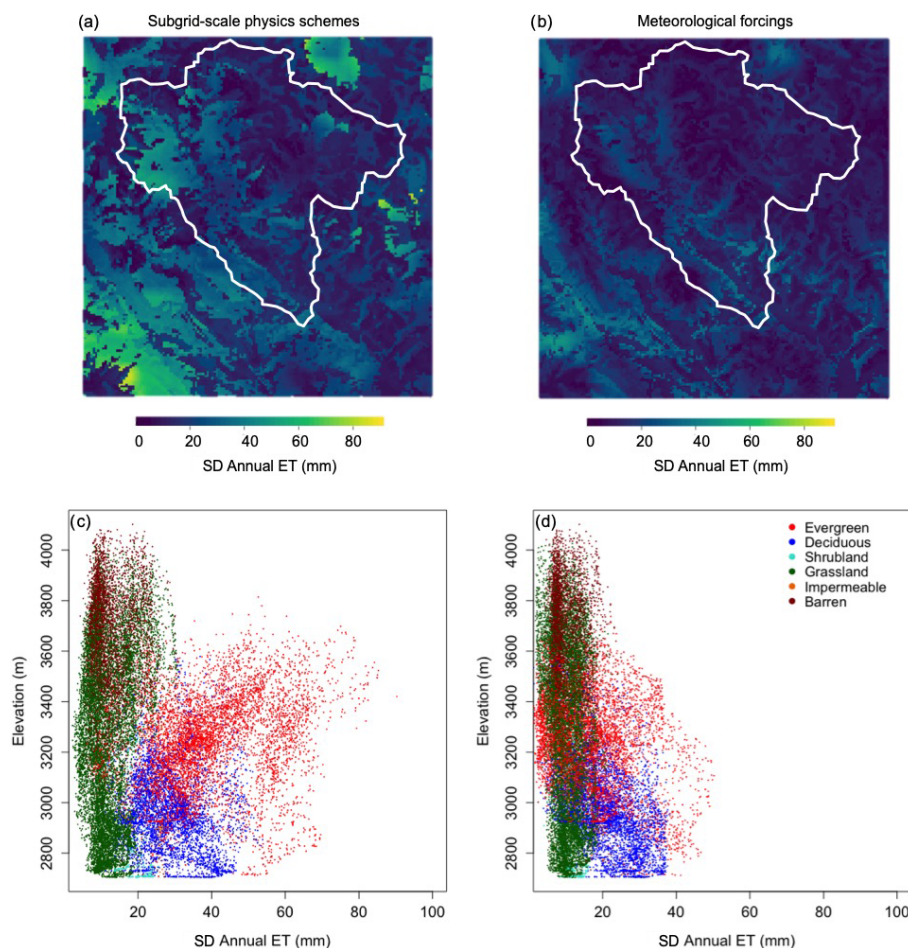 (a) Subgrid-scale physics schemes
(b) Meteorological forcings
0 20 40 60 80
SD Annual ET (mm)
0 20 40 60 80
SD Annual ET (mm)
(c)
Elevation (m)
4000
3800
3600
3400
3200
3000
2800
20 40 60 80 100
SD Annual ET (mm)
(d)
Evergreen
Deciduous
Shrubland
Grassland
Impermeable
Barren
Elevation (m)
4000
3800
3600
3400
3200
3000
2800
20 40 60 80 100
SD Annual ET (mm)